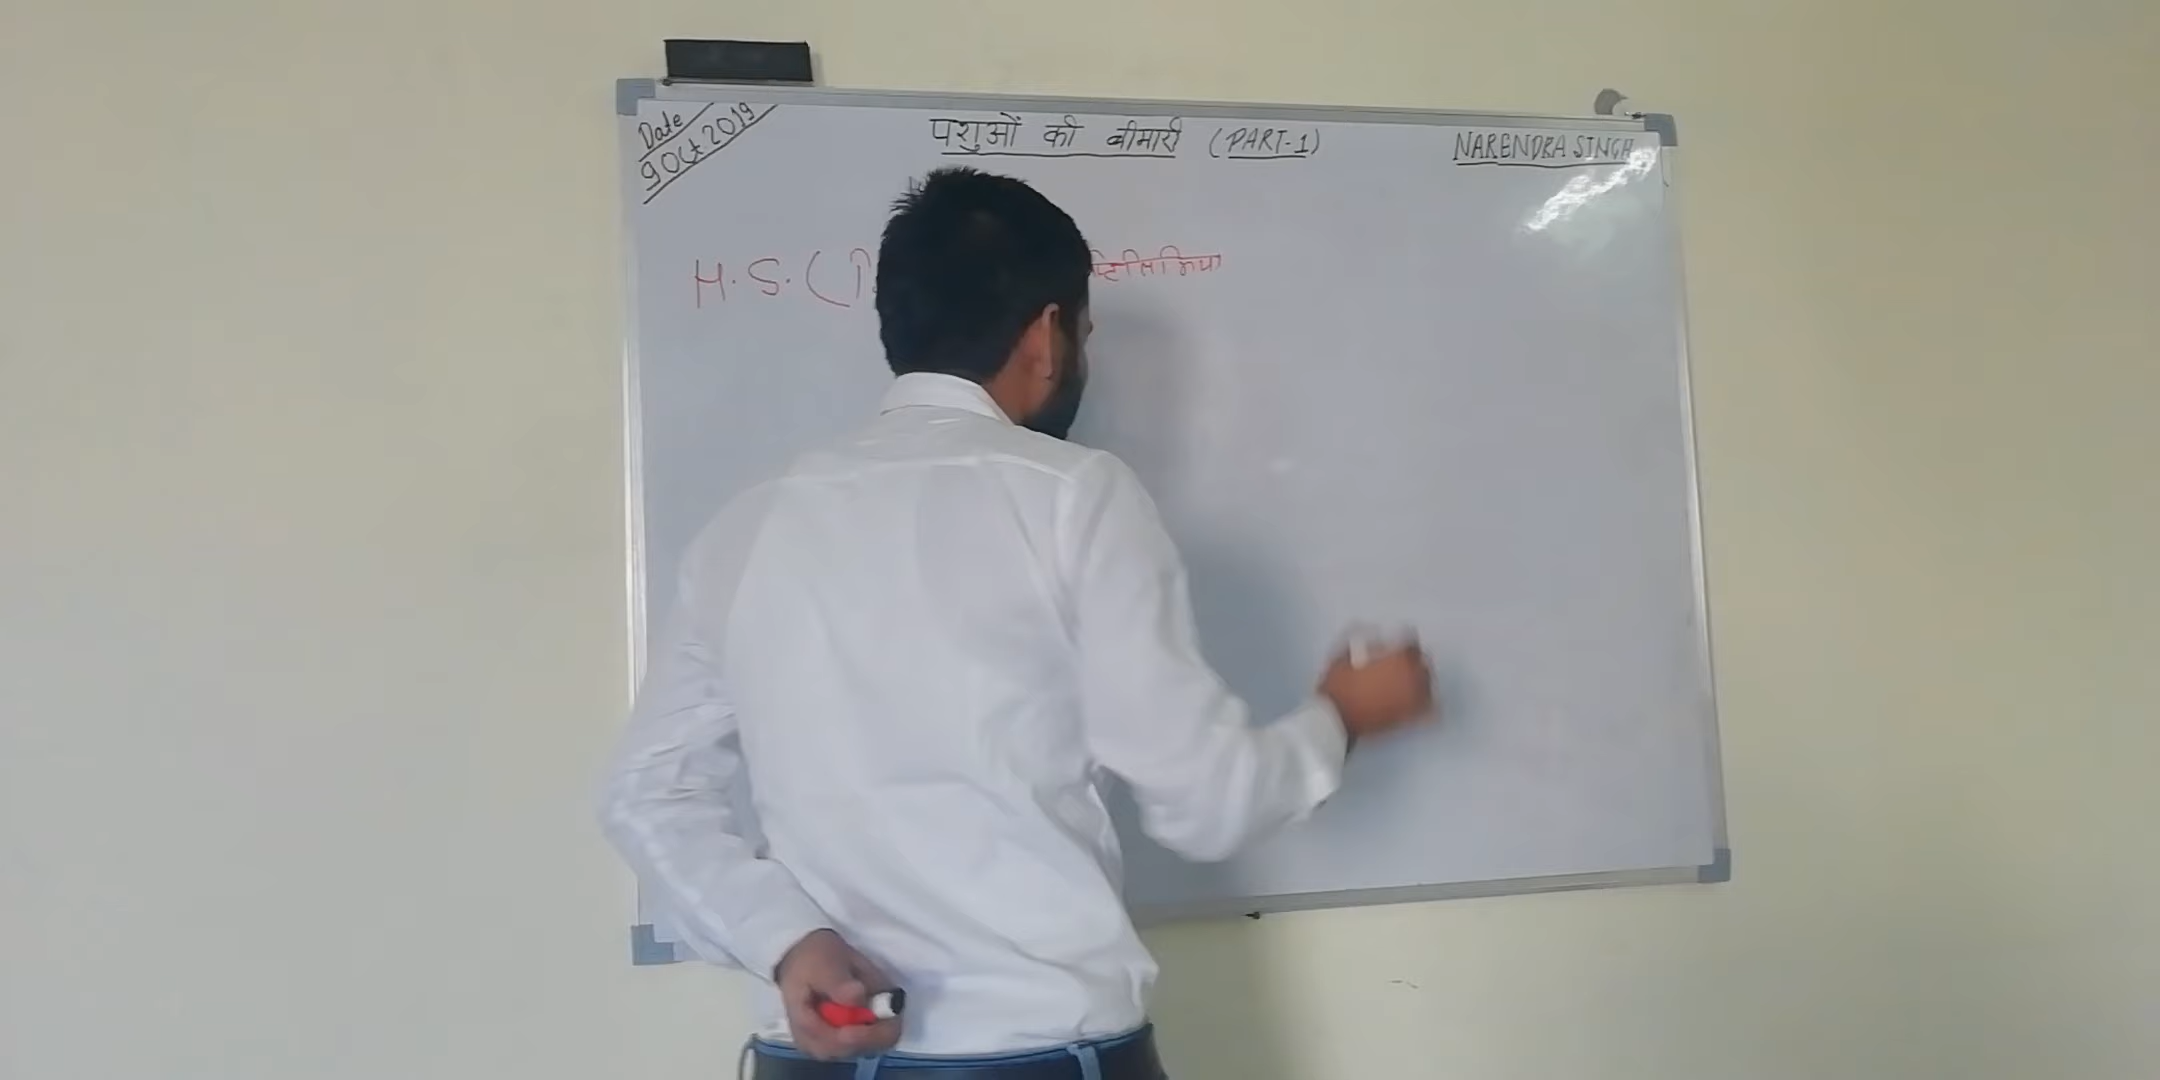 Date
9 Oct. 2019
पशुओं की बीमारी (PART-1)
NARENDRA SINGH
H.S. (